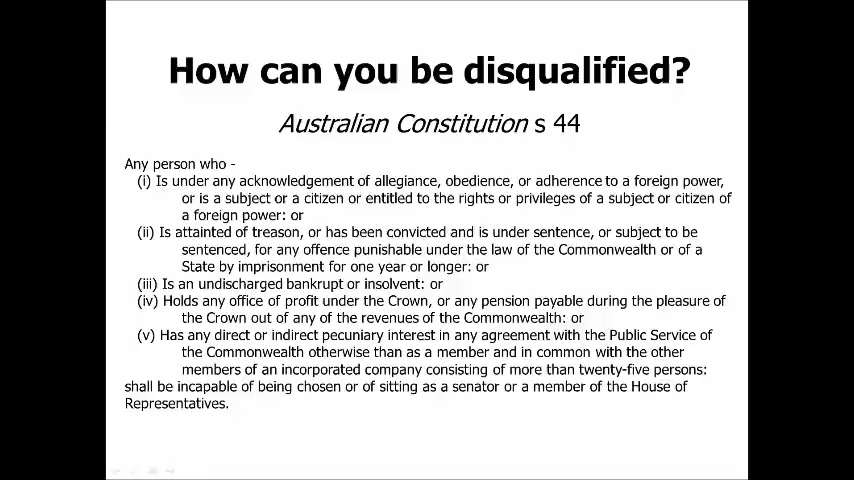 How can you be disqualified?
Australian Constitution s 44
Any person who -
(i) Is under any acknowledgement of allegiance, obedience, or adherence to a foreign power,
or is a subject or a citizen or entitled to the rights or privileges of a subject or citizen of
a foreign power: or
(ii) Is attainted of treason, or has been convicted and is under sentence, or subject to be
sentenced, for any offence punishable under the law of the Commonwealth or of a
State by imprisonment for one year or longer: or
(iii) Is an undischarged bankrupt or insolvent: or
(iv) Holds any office of profit under the Crown, or any pension payable during the pleasure of
the Crown out of any of the revenues of the Commonwealth: or
(v) Has any direct or indirect pecuniary interest in any agreement with the Public Service of
the Commonwealth otherwise than as a member and in common with the other
members of an incorporated company consisting of more than twenty-five persons:
shall be incapable of being chosen or of sitting as a senator or a member of the House of
Representatives.